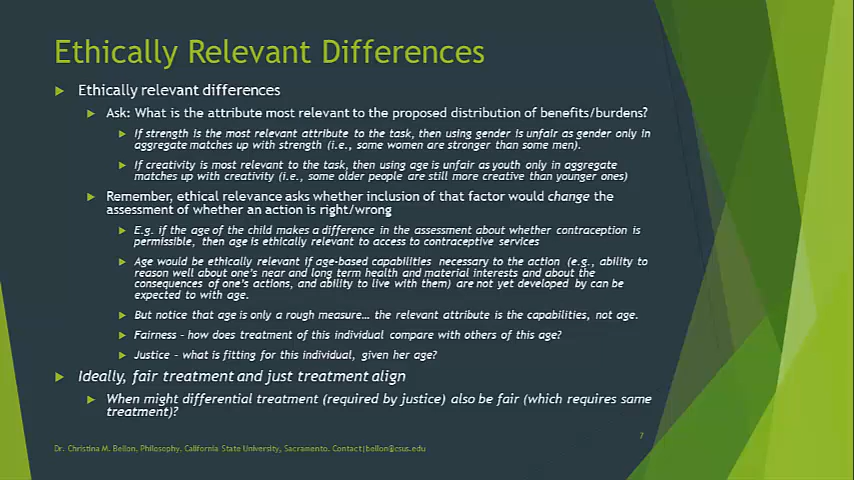 Ethically Relevant Differences
Ethically relevant differences
Ask: What is the attribute most relevant to the proposed distribution of benefits/burdens?
If strength is the most relevant attribute to the task, then using gender is unfair as gender only in
aggregate matches up with strength (i.e., some women are stronger than some men).
If creativity is most relevant to the task, then using age is unfair as youth only in aggregate
matches up with creativity (i.e., some older people are still more creative than younger ones)
Remember, ethical relevance asks whether inclusion of that factor would change the
assessment of whether an action is right/wrong
E.g. if the age of the child makes a difference in the assessment about whether contraception is
permissible, then age is ethically relevant to access to contraceptive services
Age would be ethically relevant if age-based capabilities necessary to the action (e.g., ability to
reason well about one's near and long term health and material interests and about the
consequences of one's actions, and ability to live with them) are not yet developed by can be
expected to with age.
But notice that age is only a rough measure... the relevant attribute is the capabilities, not age.
Fairness - how does treatment of this individual compare with others of this age?
Justice - what is fitting for this individual, given her age?
Ideally, fair treatment and just treatment align
When might differential treatment (required by justice) also be fair (which requires same
treatment)?
7
Dr. Christina M. Bellon, Philosophy. California State University, Sacramento. Contact|bellon@csus.edu